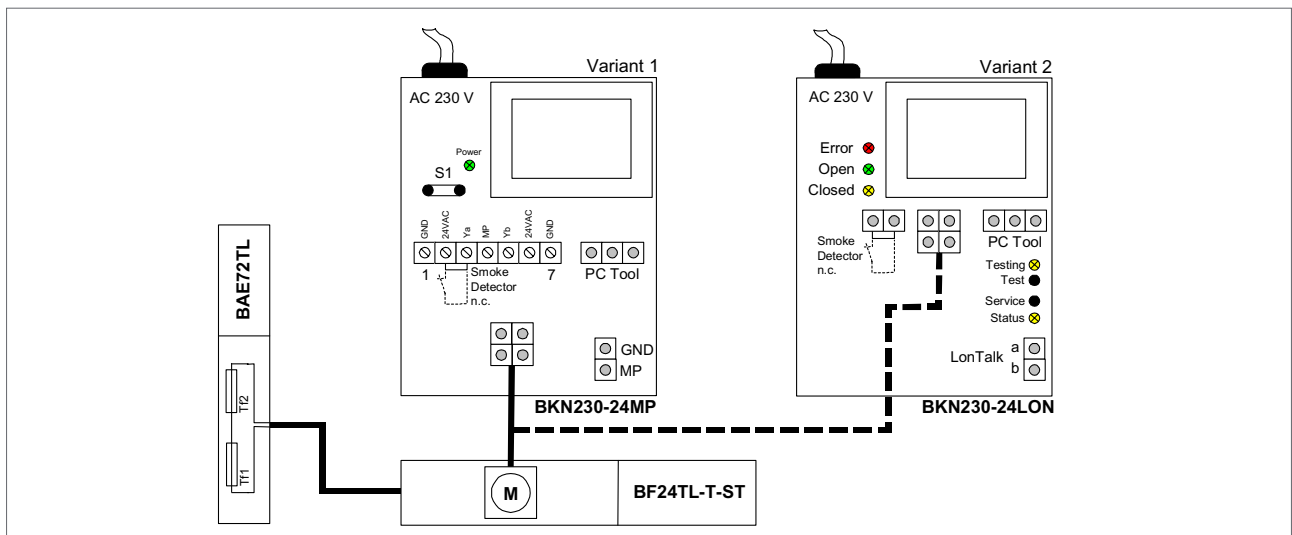 Variant 1
AC 230 V
Power
S1
GND 24VAC Ya MP Yb 24VAC GND
1 7
Smoke
Detector
n.c.
PC Tool
GND
MP
BKN230-24MP
Variant 2
AC 230 V
Error
Open
Closed
Smoke
Detector
n.c.
PC Tool
Testing
Test
Service
Status
LonTalk
a
b
BKN230-24LON
BAE72TL
Tf2
Tf1
M
BF24TL-T-ST